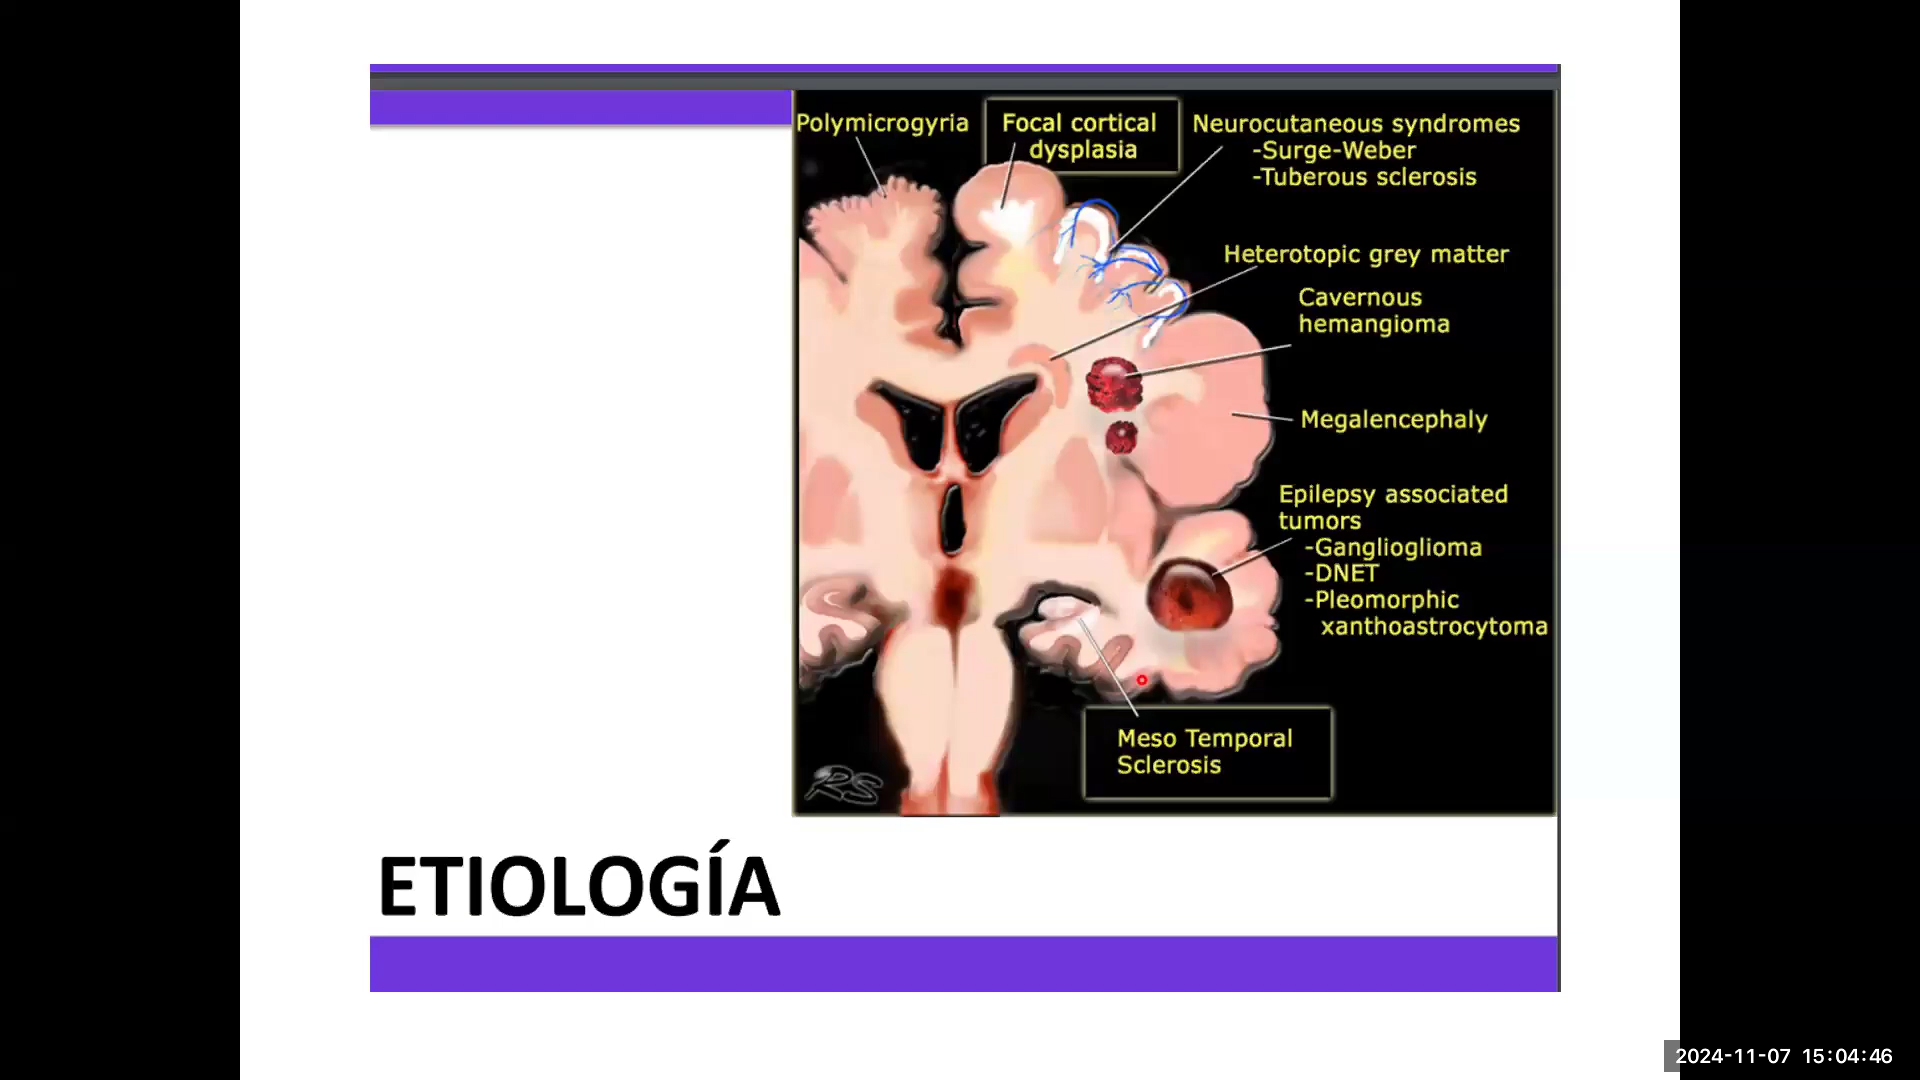 Polymicrogyria
Focal cortical
dysplasia
Neurocutaneous syndromes
-Surge-Weber
-Tuberous sclerosis
Heterotopic grey matter
Cavernous
hemangioma
Megalencephaly
Epilepsy associated
tumors
-Ganglioglioma
-DNET
-Pleomorphic
xanthoastrocytoma
Meso Temporal
Sclerosis
RS
ETIOLOGÍA
2024-11-07 15:04:46